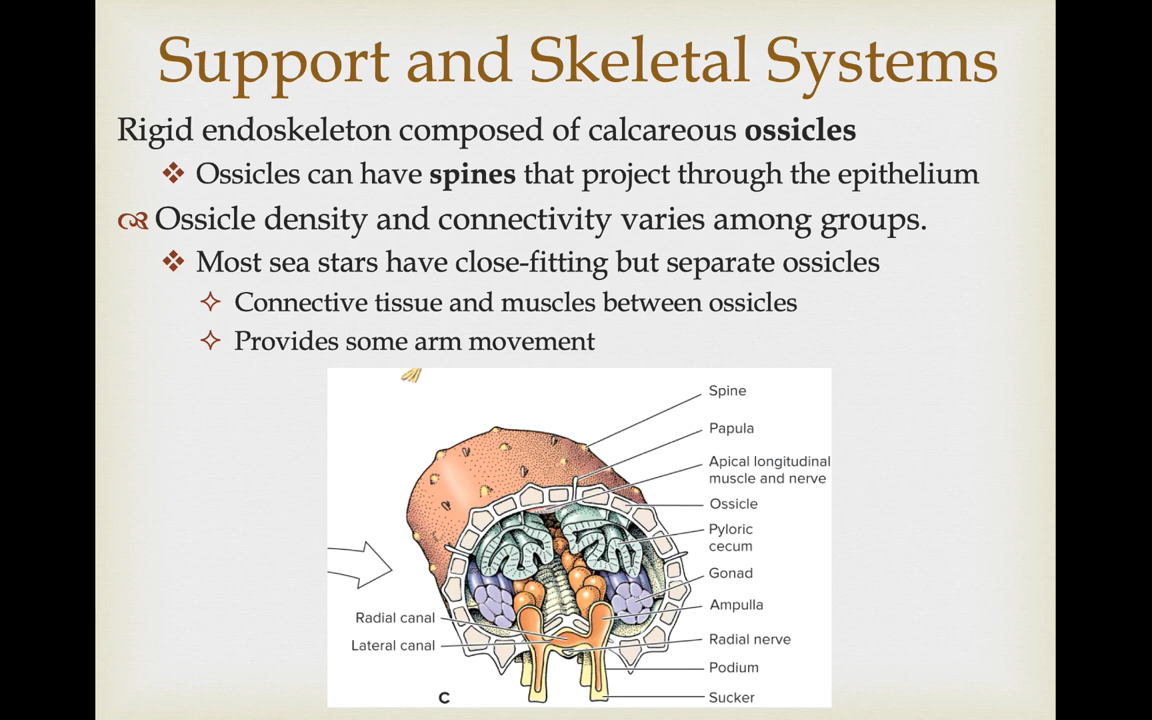 Support and Skeletal Systems
Rigid endoskeleton composed of calcareous ossicles
Ossicles can have spines that project through the epithelium
Ossicle density and connectivity varies among groups.
Most sea stars have close-fitting but separate ossicles
Connective tissue and muscles between ossicles
Provides some arm movement
Spine
Papula
Apical longitudinal
muscle and nerve
Ossicle
Pyloric
cecum
Gonad
Ampulla
Radial canal
Lateral canal
Radial nerve
Podium
Sucker
C